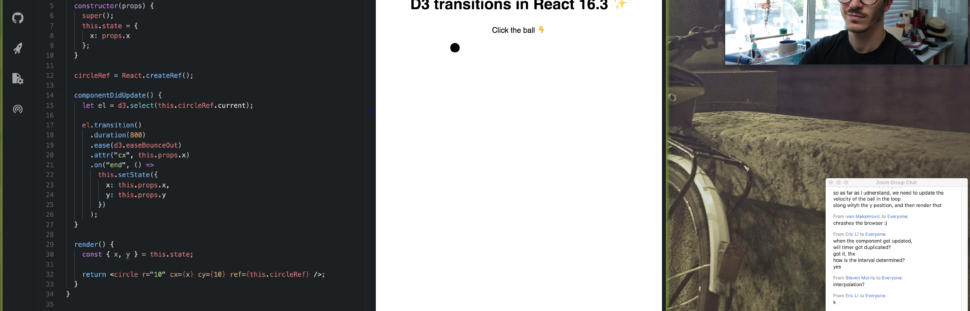 5 constructor(props) {
6 super();
7 this.state = {
8 x: props.x
9 };
10 }
11
12 circleRef = React.createRef();
13
14 componentDidUpdate() {
15 let el = d3.select(this.circleRef.current);
16
17 el.transition()
18 .duration(800)
19 .ease(d3.easeBounceOut)
20 .attr("cx", this.props.x)
21 .on("end", () =>
22 this.setState({
23 x: this.props.x,
24 y: this.props.y
25 })
26 );
27 }
28
29 render() {
30 const { x, y } = this.state;
31
32 return <circle r="10" cx={x} cy={10} ref={this.circleRef} />;
33 }
34 }
35
D3 transitions in React 16.3 ✨
Click the ball 👇
Zoom Group Chat
so as far as I udnerstand, we need to update the
velocity of the ball in the loop
along wityh the y position, and then render thst
From Ivan Maksimovic to Everyone:
chrashes the browser :)
From Eric Li to Everyone:
when the component got updated,
will timer got duplicated?
got it, thx
how is the interval determined?
yes
From Steven Morris to Everyone:
interpolation?
From Eric Li to Everyone:
k